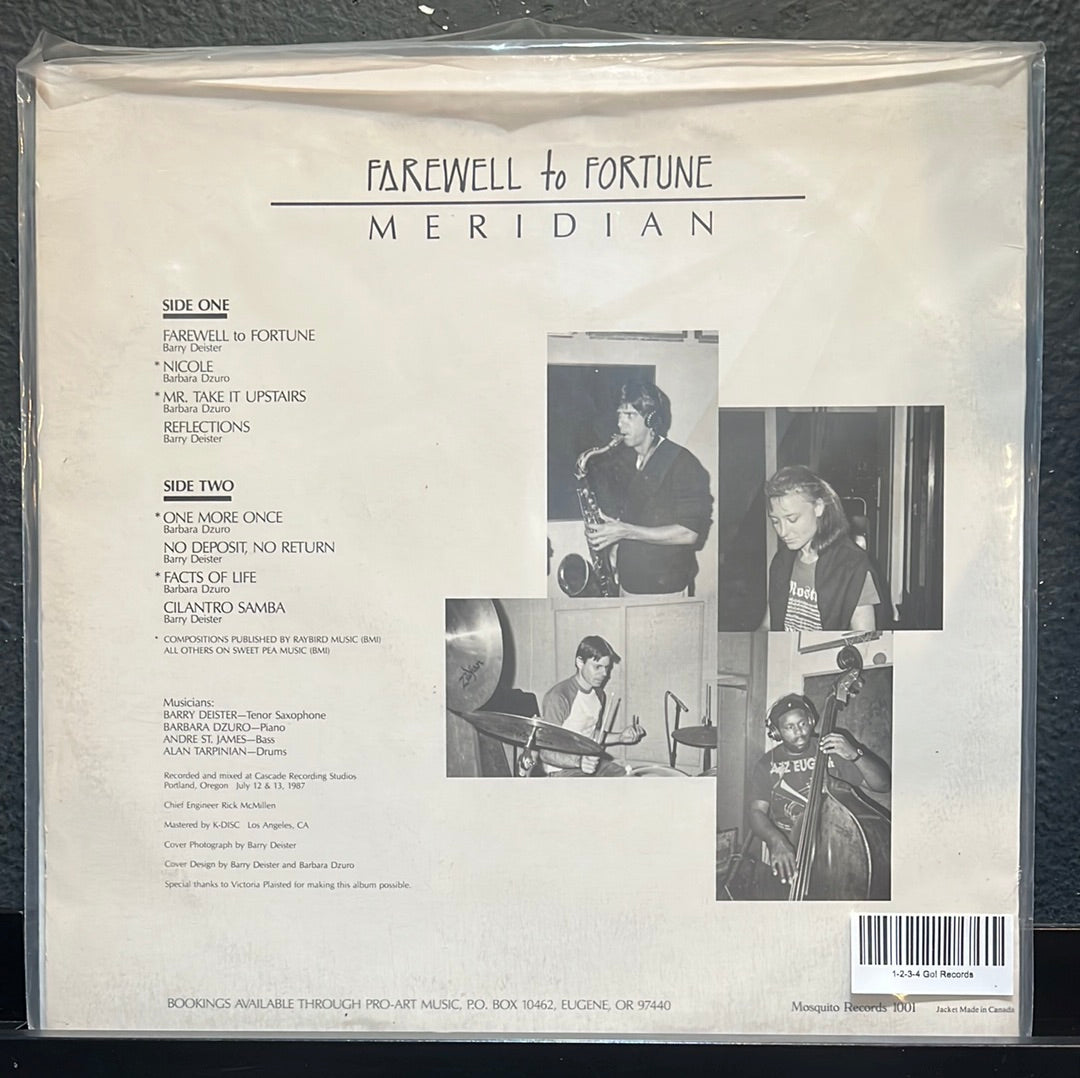 FAREWELL to FORTUNE
MERIDIAN
SIDE ONE
FAREWELL to FORTUNE
Barry Deister
* NICOLE
Barbara Dzuro
* MR. TAKE IT UPSTAIRS
Barbara Dzuro
REFLECTIONS
Barry Deister
SIDE TWO
* ONE MORE ONCE
Barbara Dzuro
NO DEPOSIT, NO RETURN
Barry Deister
* FACTS OF LIFE
Barbara Dzuro
CILANTRO SAMBA
Barry Deister
* COMPOSITIONS PUBLISHED BY RAYBIRD MUSIC (BMI)
ALL OTHERS ON SWEET PEA MUSIC (BMI)
Musicians:
BARRY DEISTER—Tenor Saxophone
BARBARA DZURO—Piano
ANDRE ST. JAMES—Bass
ALAN TARPINIAN—Drums
Recorded and mixed at Cascade Recording Studios
Portland, Oregon July 12 & 13, 1987
Chief Engineer Rick McMillen
Mastered by K-DISC Los Angeles, CA
Cover Photograph by Barry Deister
Cover Design by Barry Deister and Barbara Dzuro
Special thanks to Victoria Plaisted for making this album possible.
1-2-3-4 Go! Records
BOOKINGS AVAILABLE THROUGH PRO-ART MUSIC, P.O. BOX 10462, EUGENE, OR 97440
Mosquito Records 1001
Jacket Made in Canada